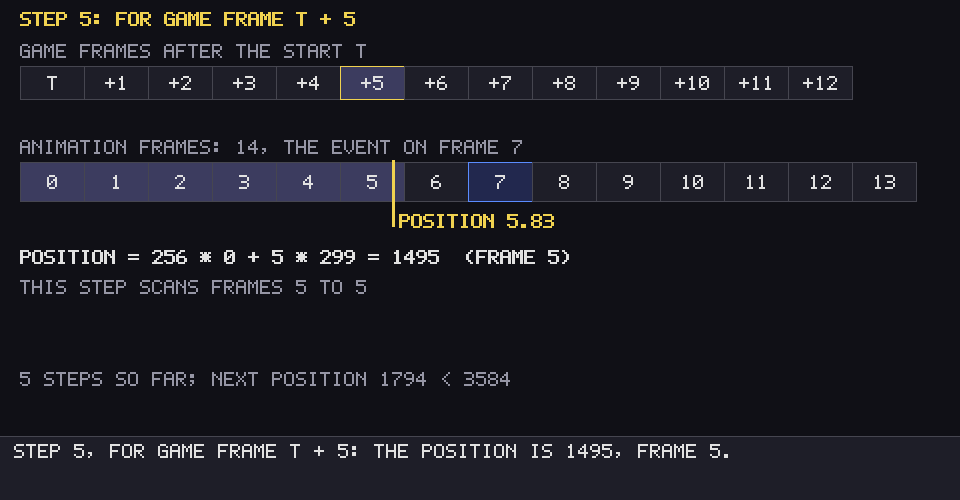 STEP 5: FOR GAME FRAME T + 5
GAME FRAMES AFTER THE START T
T +1 +2 +3 +4 +5 +6 +7 +8 +9 +10 +11 +12
ANIMATION FRAMES: 14, THE EVENT ON FRAME 7
0 1 2 3 4 5 6 7 8 9 10 11 12 13
POSITION 5.83
POSITION = 256 * 0 + 5 * 299 = 1495 (FRAME 5)
THIS STEP SCANS FRAMES 5 TO 5
5 STEPS SO FAR; NEXT POSITION 1794 < 3584
STEP 5, FOR GAME FRAME T + 5: THE POSITION IS 1495, FRAME 5.